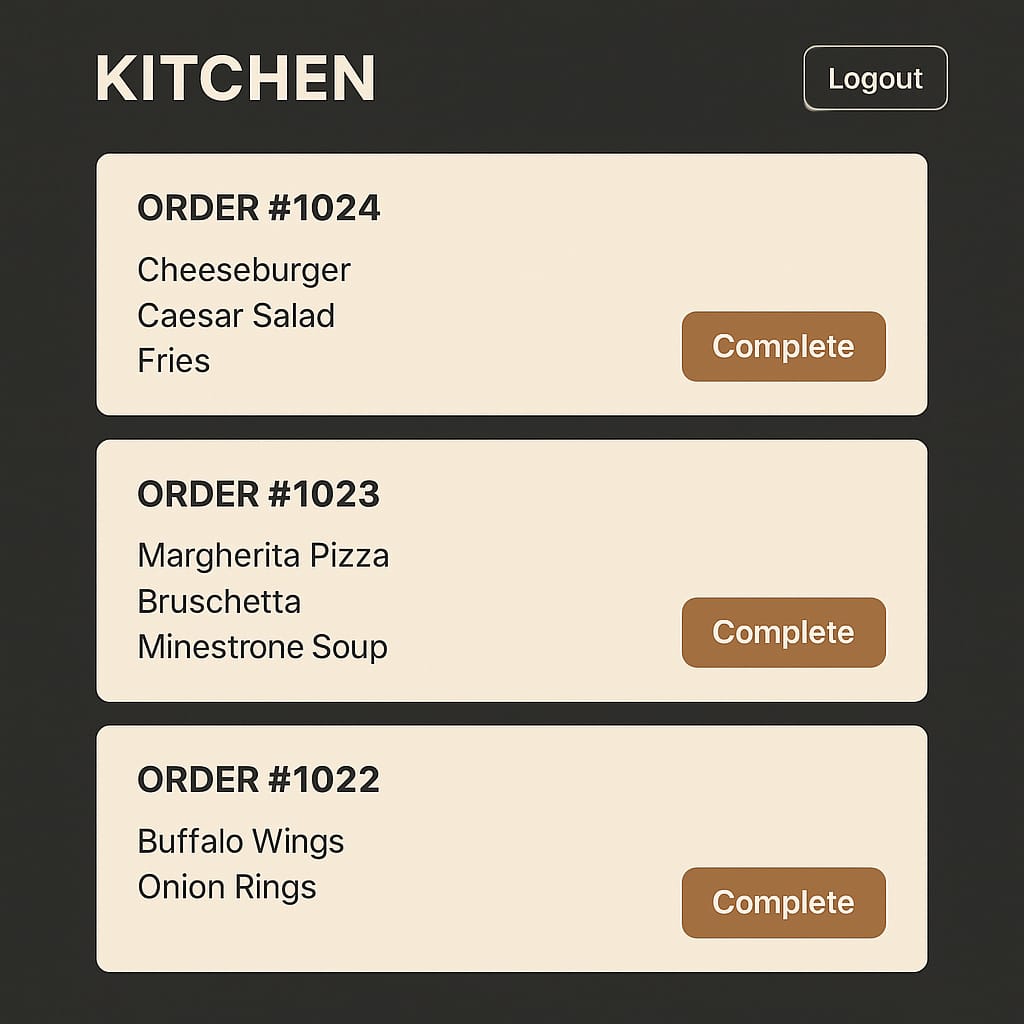 KITCHEN
Logout
ORDER #1024
Cheeseburger
Caesar Salad
Fries
Complete
ORDER #1023
Margherita Pizza
Bruschetta
Minestrone Soup
Complete
ORDER #1022
Buffalo Wings
Onion Rings
Complete